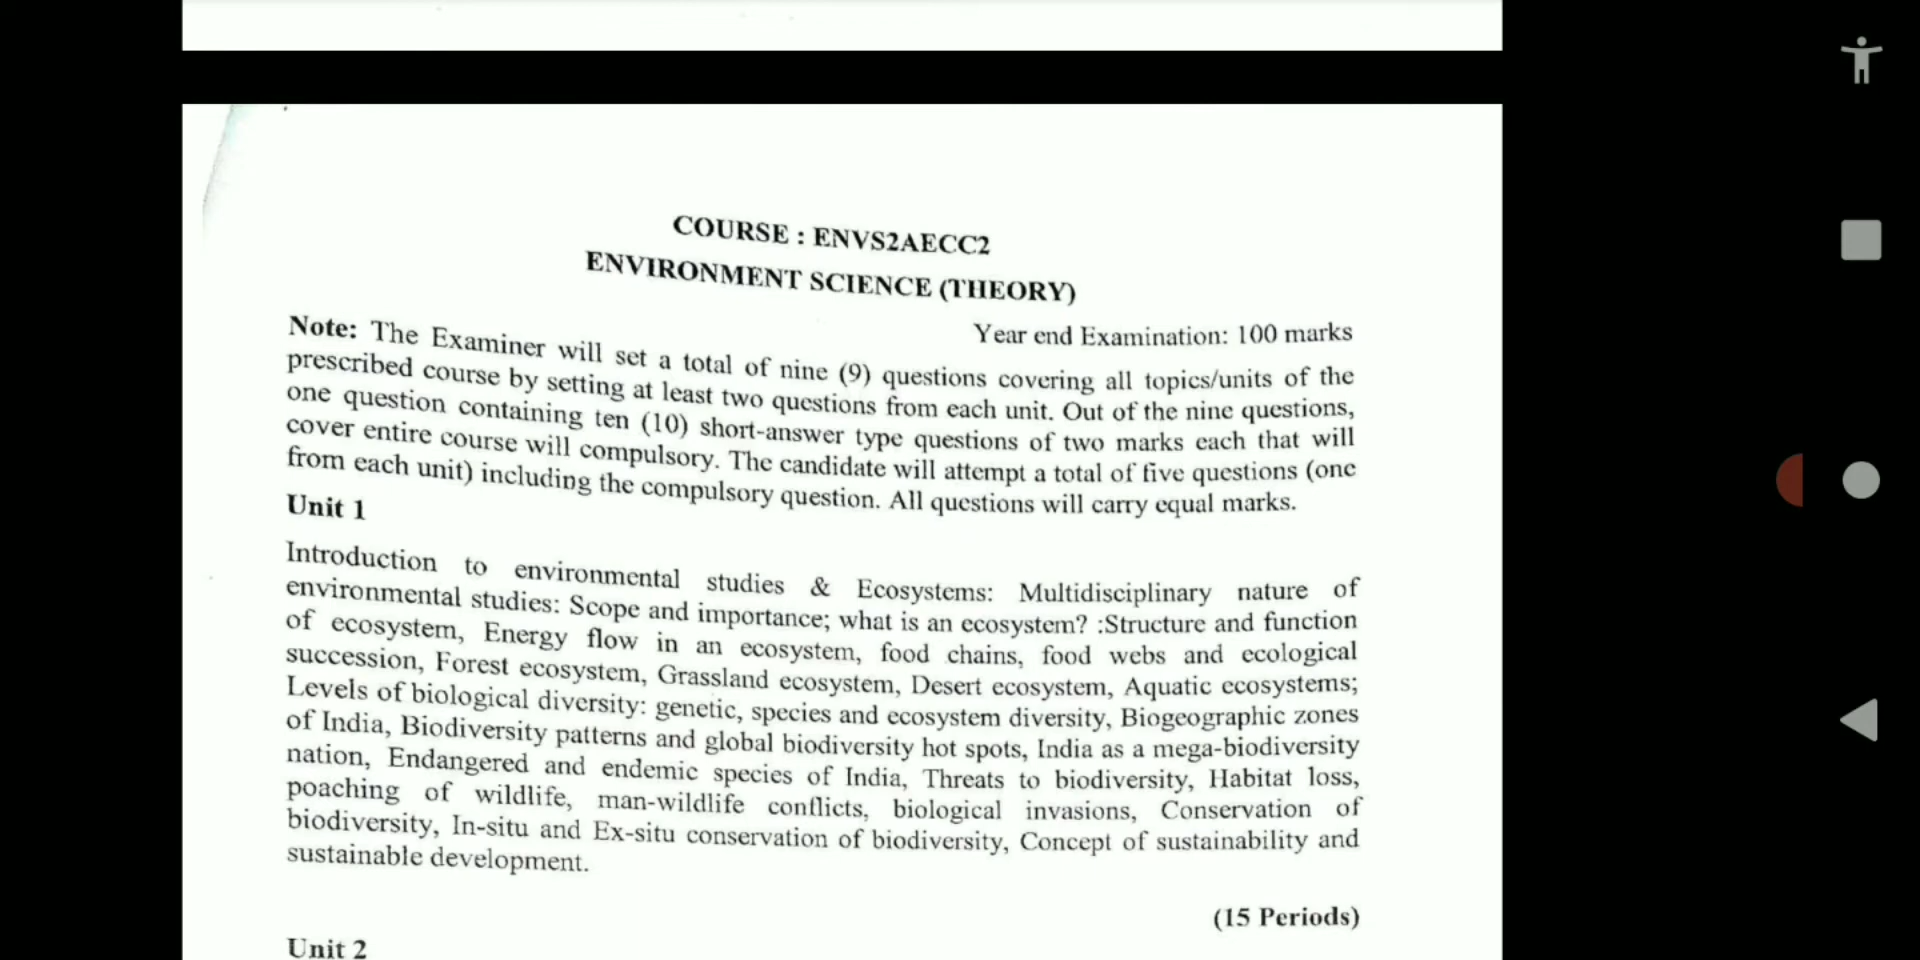 COURSE : ENVS2AECC2
ENVIRONMENT SCIENCE (THEORY)
Year end Examination: 100 marks
Note: The Examiner will set a total of nine (9) questions covering all topics/units of the
prescribed course by setting at least two questions from each unit. Out of the nine questions,
one question containing ten (10) short-answer type questions of two marks each that will
cover entire course will compulsory. The candidate will attempt a total of five questions (one
from each unit) including the compulsory question. All questions will carry equal marks.
Unit 1
Introduction to environmental studies & Ecosystems: Multidisciplinary nature of
environmental studies: Scope and importance; what is an ecosystem? :Structure and function
of ecosystem, Energy flow in an ecosystem, food chains, food webs and ecological
succession, Forest ecosystem, Grassland ecosystem, Desert ecosystem, Aquatic ecosystems;
Levels of biological diversity: genetic, species and ecosystem diversity, Biogeographic zones
of India, Biodiversity patterns and global biodiversity hot spots, India as a mega-biodiversity
nation, Endangered and endemic species of India, Threats to biodiversity, Habitat loss,
poaching of wildlife, man-wildlife conflicts, biological invasions, Conservation of
biodiversity, In-situ and Ex-situ conservation of biodiversity, Concept of sustainability and
sustainable development.
(15 Periods)
Unit 2